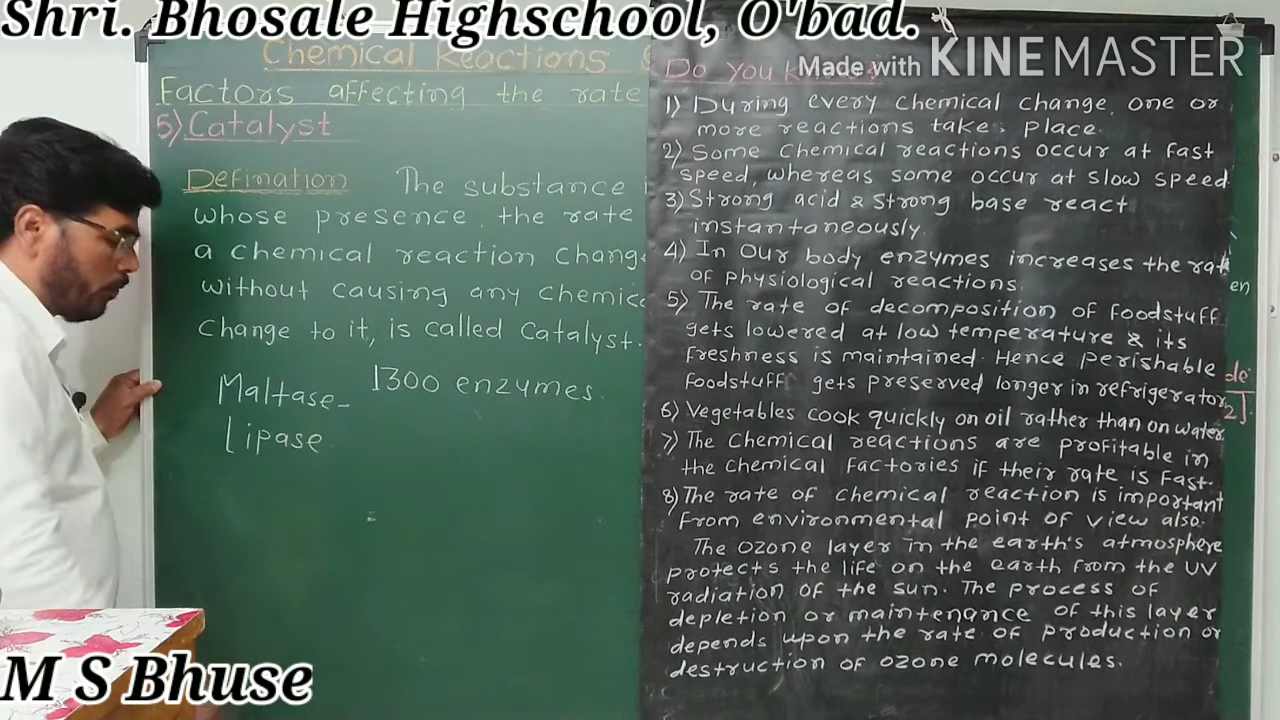 Shri. Bhosale Highschool, O'bad.
Made with KINEMASTER
Chemical Reactions
Factors affecting the rate
5) Catalyst
Defination The substance
whose presence, the rate
a chemical reaction Chang
without causing any chemic
change to it, is called Catalyst.
Maltase- 1300 enzymes.
Lipase
Do you
1) During every chemical change, one or
more reactions take place.
2) Some chemical reactions occur at fast
speed, whereas some occur at slow speed
3) Strong acid & strong base react
instantaneously.
4) In Our body enzymes increases the rat
of physiological reactions.
5) The rate of decomposition of foodstuff
gets lowered at low temperature & its
freshness is maintained. Hence perishable
foodstuff gets preserved longer in refrigerator
6) Vegetables cook quickly on oil rather than on water
7) The chemical reactions are profitable in
the chemical factories if their rate is fast.
8) The rate of chemical reaction is important
from environmental point of view also.
The ozone layer in the earth's atmosphere
protects the life on the earth from the UV
radiation of the sun. The process of
depletion or maintenance of this layer
depends upon the rate of production or
destruction of ozone molecules.
en
de
2J.
M S Bhuse